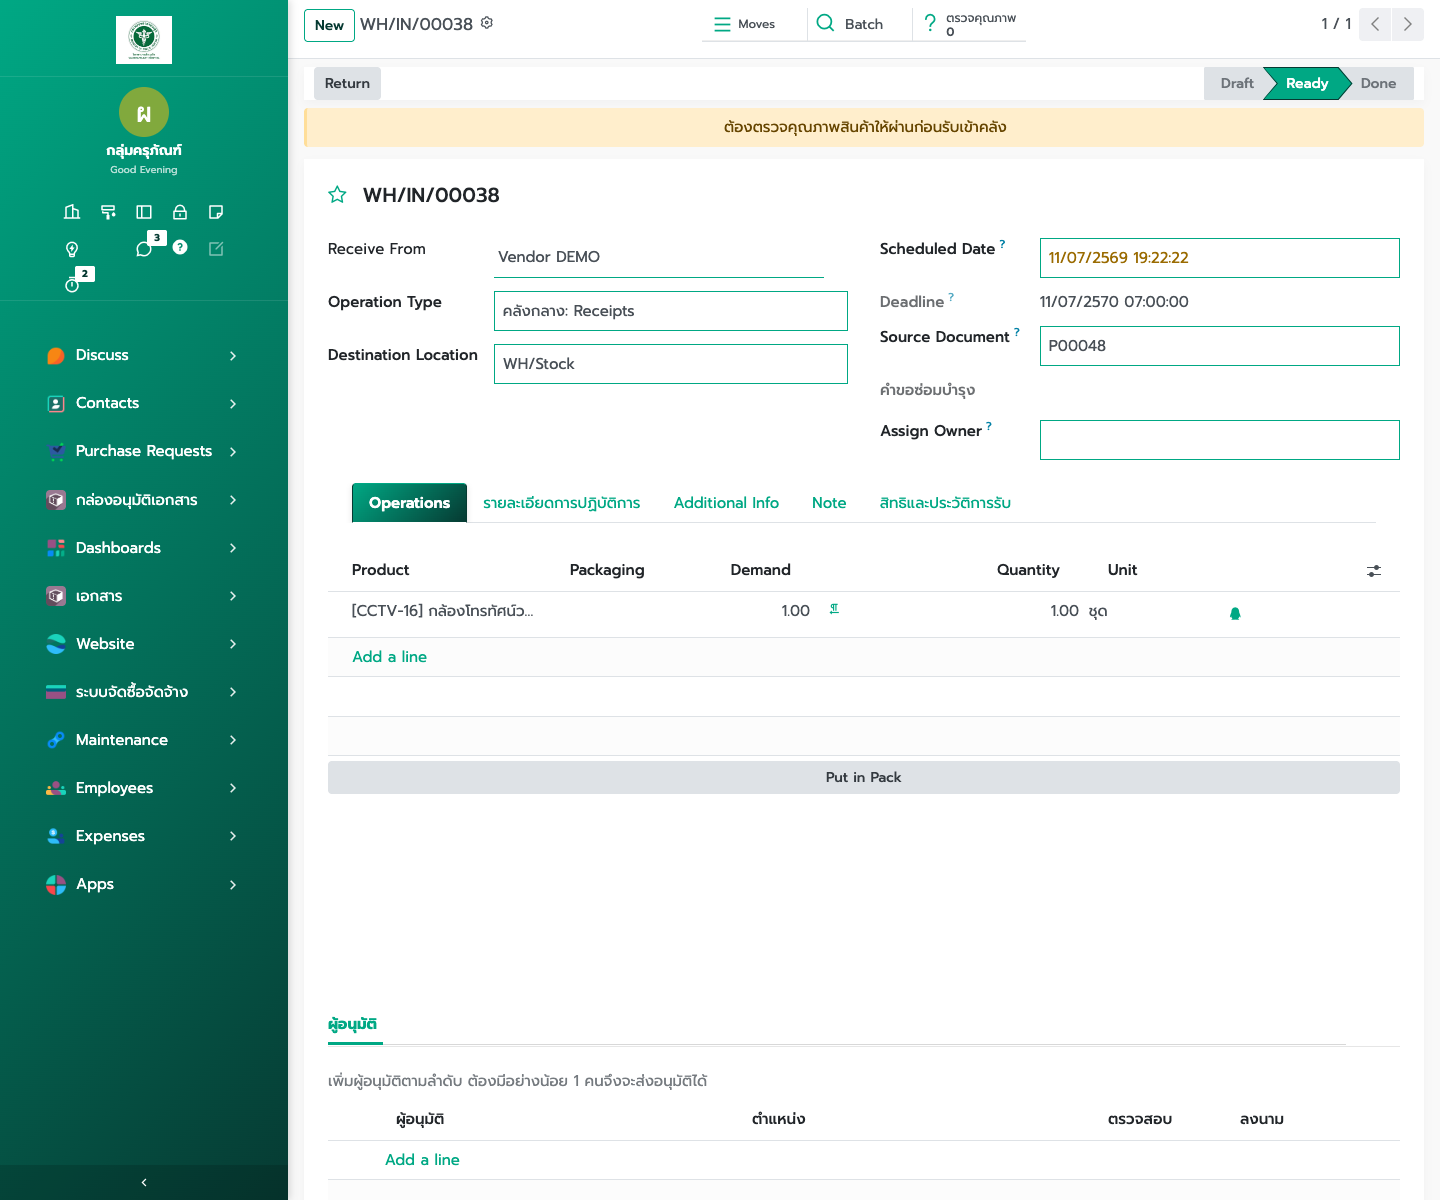 New WH/IN/00038
Moves
Batch
ตรวจคุณภาพ
0
1 / 1
ผ
กลุ่มครุภัณฑ์
Good Evening
3
?
2
Discuss
Contacts
Purchase Requests
กล่องอนุมัติเอกสาร
Dashboards
เอกสาร
Website
ระบบจัดซื้อจัดจ้าง
Maintenance
Employees
Expenses
Apps
Return
Draft Ready Done
ต้องตรวจคุณภาพสินค้าให้ผ่านก่อนรับเข้าคลัง
WH/IN/00038
Receive From Vendor DEMO
Operation Type คลังกลาง: Receipts
Destination Location WH/Stock
Scheduled Date ? 11/07/2569 19:22:22
Deadline ? 11/07/2570 07:00:00
Source Document ? P00048
คำขอซ่อมบำรุง
Assign Owner ?
Operations รายละเอียดการปฏิบัติการ Additional Info Note สิทธิและประวัติการรับ
Product Packaging Demand Quantity Unit
[CCTV-16] กล้องโทรทัศน์ว... 1.00 1.00 ชุด
Add a line
Put in Pack
ผู้อนุมัติ
เพิ่มผู้อนุมัติตามลำดับ ต้องมีอย่างน้อย 1 คนจึงจะส่งอนุมัติได้
ผู้อนุมัติ ตำแหน่ง ตรวจสอบ ลงนาม
Add a line